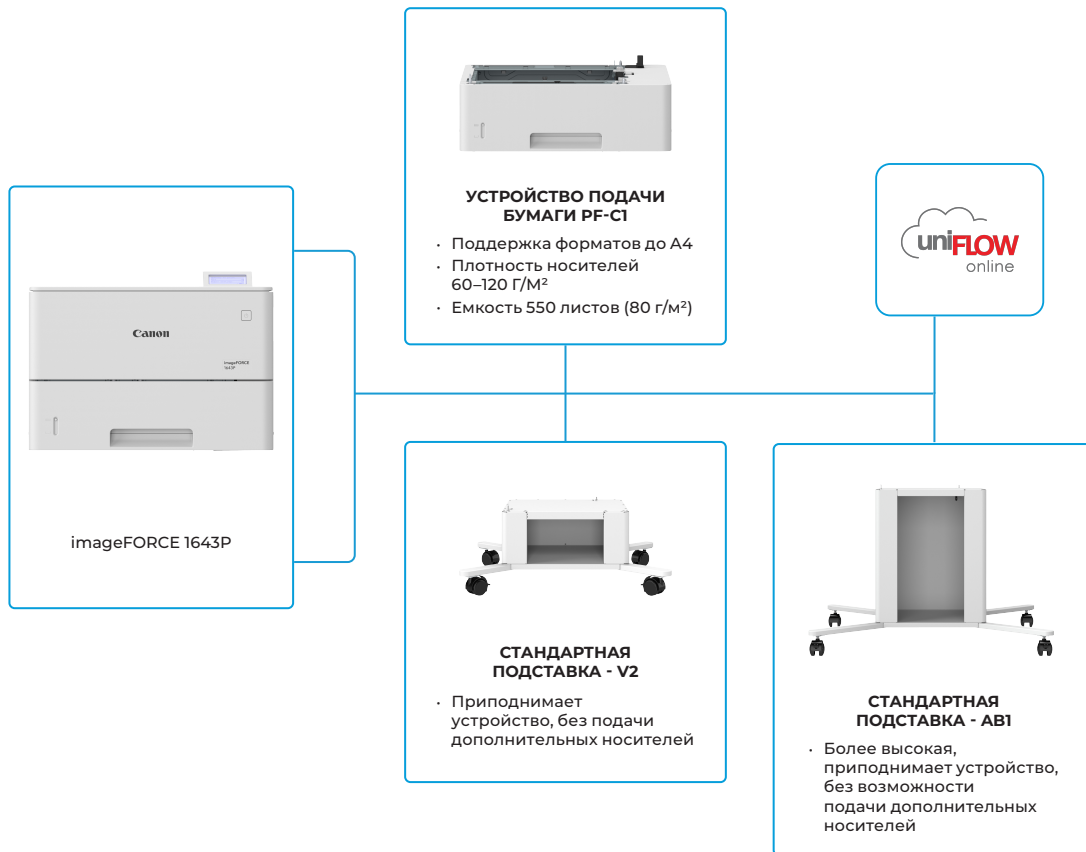 УСТРОЙСТВО ПОДАЧИ
БУМАГИ PF-C1
· Поддержка форматов до A4
· Плотность носителей
60–120 Г/М²
· Емкость 550 листов (80 г/м²)
uniFLOW
online
Canon
imageFORCE
1643P
imageFORCE 1643P
СТАНДАРТНАЯ
ПОДСТАВКА - V2
· Приподнимает
устройство, без подачи
дополнительных носителей
СТАНДАРТНАЯ
ПОДСТАВКА - AB1
· Более высокая,
приподнимает устройство,
без возможности
подачи дополнительных
носителей